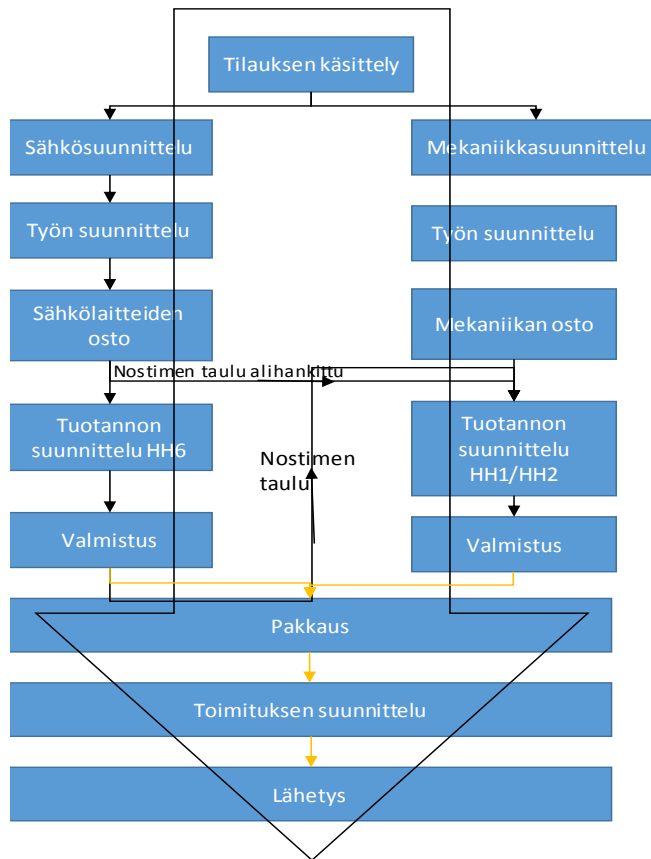 Tilauksen käsittely
Sähkösuunnittelu
Mekaniikkasuunnittelu
Työn suunnittelu
Työn suunnittelu
Sähkölaitteiden
osto
Mekaniikan osto
Nostimen taulu alihankittu
Tuotannon
suunnittelu HH6
Tuotannon
suunnittelu
HH1/HH2
Nostimen
taulu
Valmistus
Valmistus
Pakkaus
Toimituksen suunnittelu
Lähetys